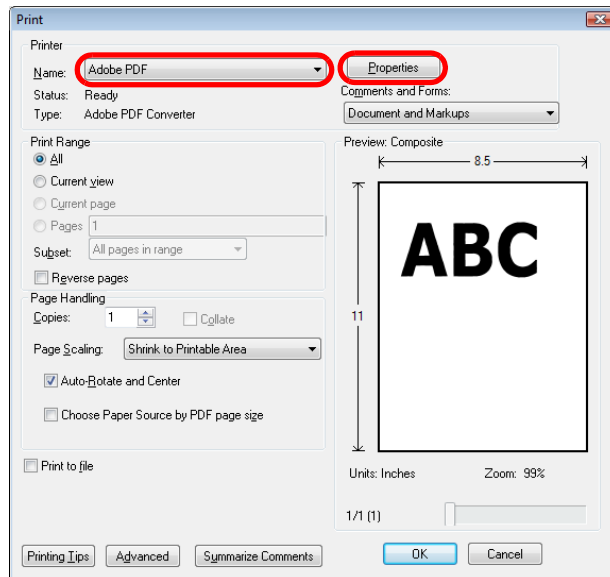 Print
Printer
Name: Adobe PDF Properties
Status: Ready Comments and Forms:
Type: Adobe PDF Converter Document and Markups
Print Range
All
Current view
Current page
Pages 1
Subset: All pages in range
Reverse pages
Page Handling
Copies: 1 Collate
Page Scaling: Shrink to Printable Area
Auto-Rotate and Center
Choose Paper Source by PDF page size
Print to file
Preview: Composite
8.5
11
ABC
Units: Inches Zoom: 99%
1/1 (1)
Printing Tips Advanced Summarize Comments OK Cancel